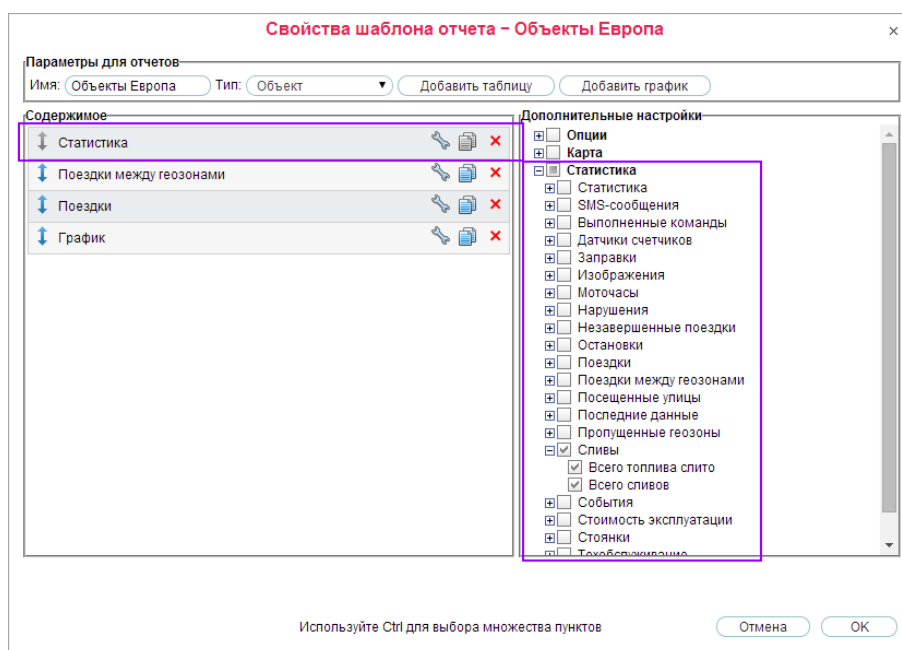 Свойства шаблона отчета – Объекты Европа
Параметры для отчетов
Имя: Объекты Европа Тип: Объект Добавить таблицу Добавить график
Содержимое
Статистика
Поездки между геозонами
Поездки
График
Дополнительные настройки
Опции
Карта
Статистика
Статистика
SMS-сообщения
Выполненные команды
Датчики счетчиков
Заправки
Изображения
Моточасы
Нарушения
Незавершенные поездки
Остановки
Поездки
Поездки между геозонами
Посещенные улицы
Последние данные
Пропущенные геозоны
Сливы
Всего топлива слито
Всего сливов
События
Стоимость эксплуатации
Стоянки
Техобслуживание
Используйте Ctrl для выбора множества пунктов
Отмена OK